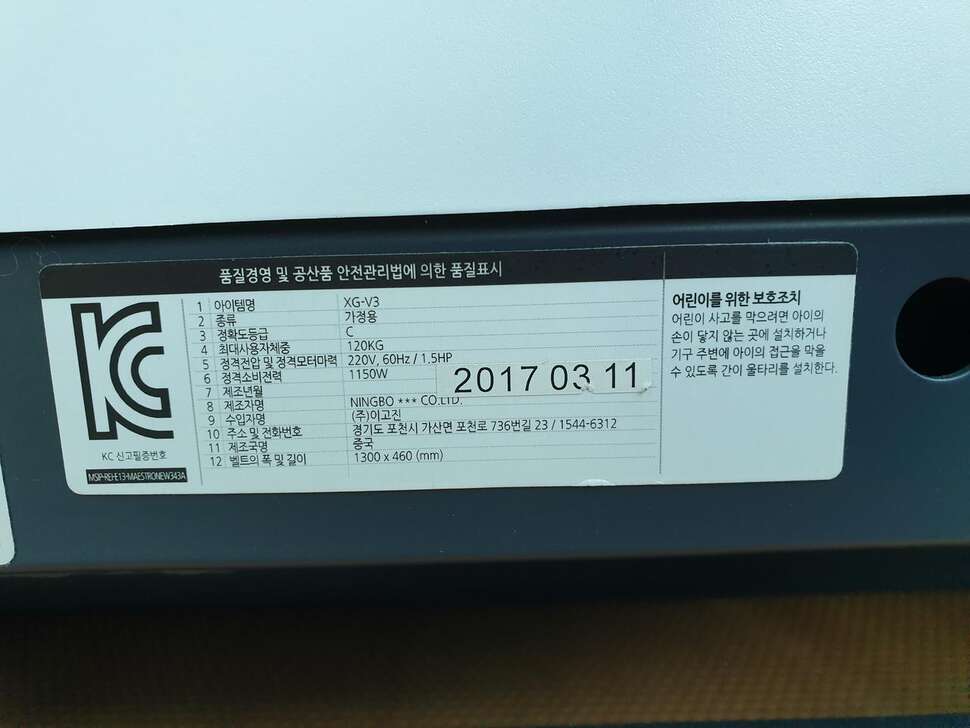 품질경영 및 공산품 안전관리법에 의한 품질표시
KC
KC 신고필증번호
MSIP-REI-E13-MAESTRONEW343A
1 아이템명 XG-V3
2 종류 가정용
3 정확도등급 C
4 최대사용자체중 120KG
5 정격전압 및 정격모터마력 220V, 60Hz / 1.5HP
6 정격소비전력 1150W
7 제조년월 2017 03 11
8 제조자명 NINGBO *** CO.LTD.
9 수입자명 (주)이고진
10 주소 및 전화번호 경기도 포천시 가산면 포천로 736번길 23 / 1544-6312
11 제조국명 중국
12 벨트의 폭 및 길이 1300 x 460 (mm)
어린이를 위한 보호조치
어린이 사고를 막으려면 아이의
손이 닿지 않는 곳에 설치하거나
기구 주변에 아이의 접근을 막을
수 있도록 간이 울타리를 설치한다.